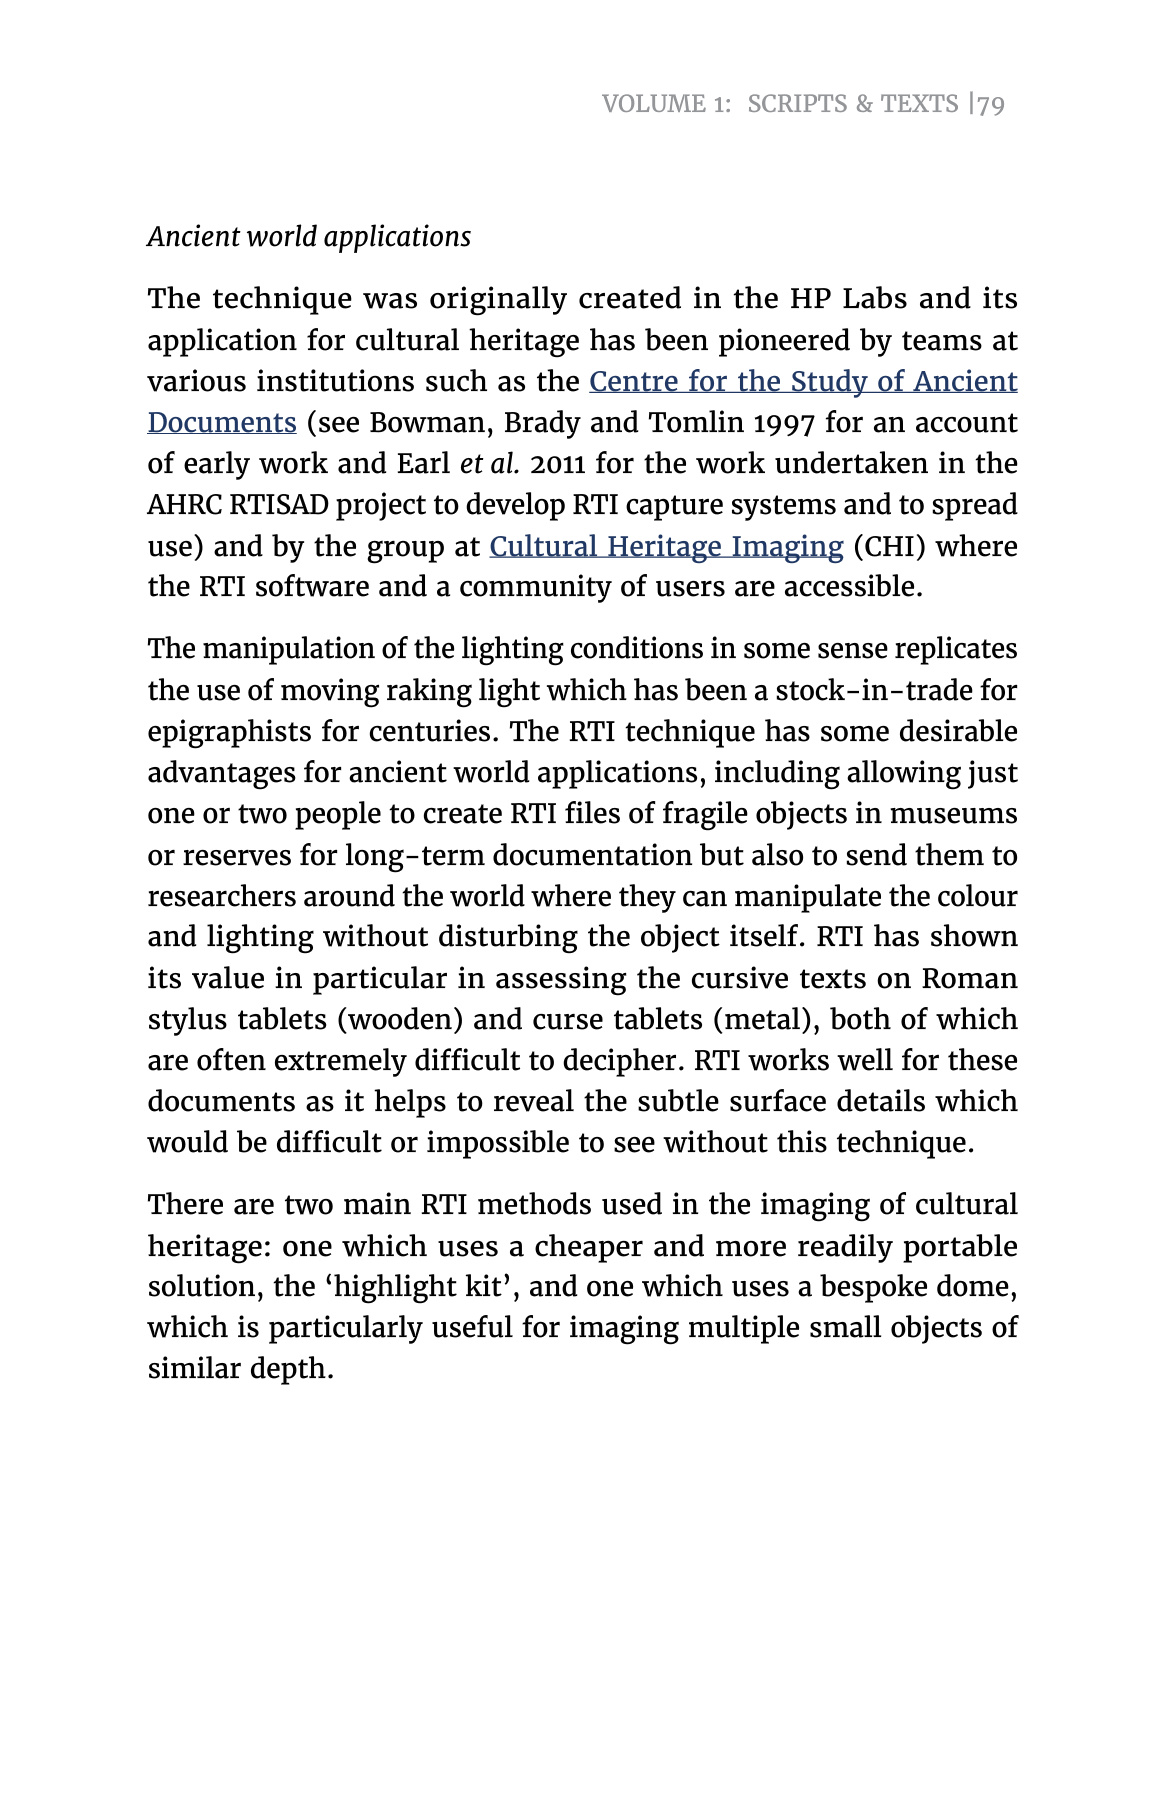 VOLUME 1: SCRIPTS & TEXTS |79
Ancient world applications
The technique was originally created in the HP Labs and its
application for cultural heritage has been pioneered by teams at
various institutions such as the Centre for the Study of Ancient
Documents (see Bowman, Brady and Tomlin 1997 for an account
of early work and Earl et al. 2011 for the work undertaken in the
AHRC RTISAD project to develop RTI capture systems and to spread
use) and by the group at Cultural Heritage Imaging (CHI) where
the RTI software and a community of users are accessible.
The manipulation of the lighting conditions in some sense replicates
the use of moving raking light which has been a stock-in-trade for
epigraphists for centuries. The RTI technique has some desirable
advantages for ancient world applications, including allowing just
one or two people to create RTI files of fragile objects in museums
or reserves for long-term documentation but also to send them to
researchers around the world where they can manipulate the colour
and lighting without disturbing the object itself. RTI has shown
its value in particular in assessing the cursive texts on Roman
stylus tablets (wooden) and curse tablets (metal), both of which
are often extremely difficult to decipher. RTI works well for these
documents as it helps to reveal the subtle surface details which
would be difficult or impossible to see without this technique.
There are two main RTI methods used in the imaging of cultural
heritage: one which uses a cheaper and more readily portable
solution, the ‘highlight kit’, and one which uses a bespoke dome,
which is particularly useful for imaging multiple small objects of
similar depth.